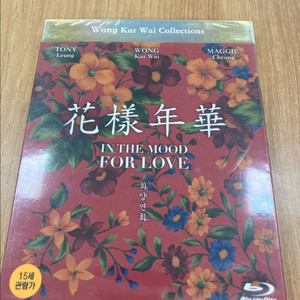 Wong Kar Wai Collections
TONY
Leung
WONG
Kar Wai
MAGGIE
Cheung
花樣年華
IN THE MOOD
FOR LOVE
화양연화
15세
관람가
Blu-ray Disc